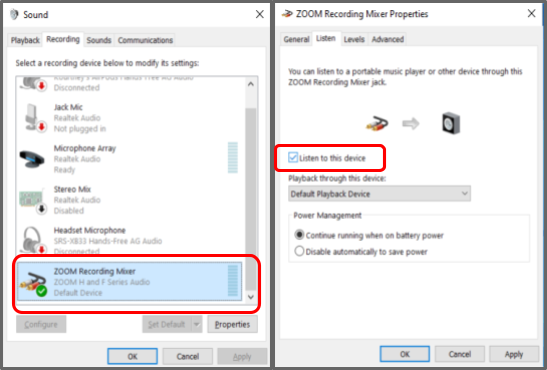 Sound
Playback Recording Sounds Communications
Select a recording device below to modify its settings:
Disconnected
Jack Mic
Realtek Audio
Not plugged in
Microphone Array
Realtek Audio
Ready
Stereo Mix
Realtek Audio
Disabled
Headset Microphone
SRS-XB33 Hands-Free AG Audio
Disconnected
ZOOM Recording Mixer
ZOOM H and F Series Audio
Default Device
Configure Set Default Properties
OK Cancel Apply
ZOOM Recording Mixer Properties
General Listen Levels Advanced
You can listen to a portable music player or other device through this
ZOOM Recording Mixer jack.
Listen to this device
Playback through this device:
Default Playback Device
Power Management
Continue running when on battery power
Disable automatically to save power
OK Cancel Apply